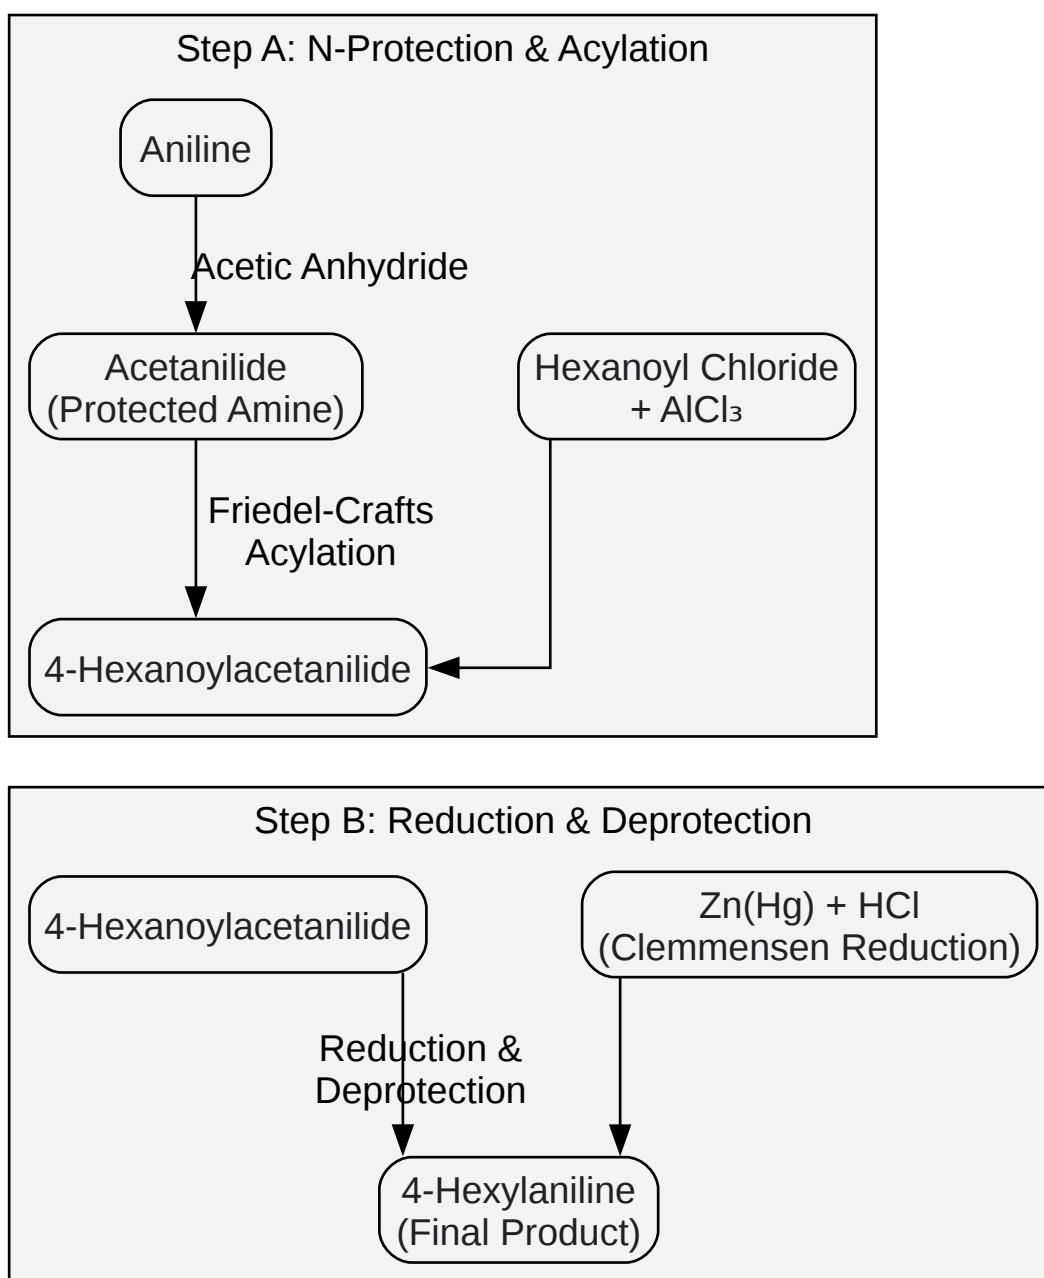 Step A: N-Protection & Acylation
Aniline
Acetic Anhydride
Acetanilide
(Protected Amine)
Hexanoyl Chloride
+ AlCl₃
Friedel-Crafts
Acylation
4-Hexanoylacetanilide
Step B: Reduction & Deprotection
4-Hexanoylacetanilide
Zn(Hg) + HCl
(Clemmensen Reduction)
Reduction &
Deprotection
4-Hexylaniline
(Final Product)